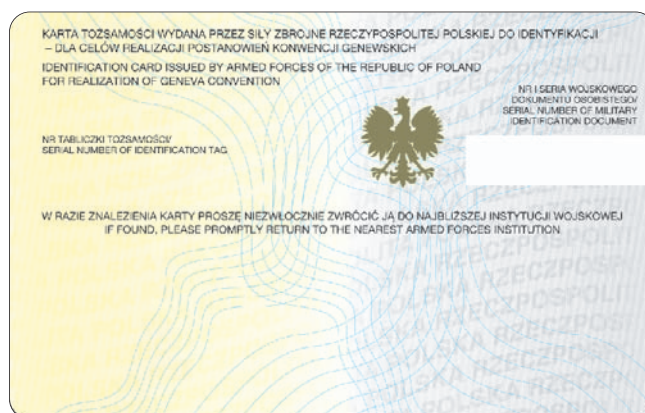 KARTA TOŻSAMOŚCI WYDANA PRZEZ SIŁY ZBROJNE RZECZYPOSPOLITEJ POLSKIEJ DO IDENTYFIKACJI
– DLA CELÓW REALIZACJI POSTANOWIEŃ KONWENCJI GENEWSKICH
IDENTIFICATION CARD ISSUED BY ARMED FORCES OF THE REPUBLIC OF POLAND
FOR REALIZATION OF GENEVA CONVENTION
NR I SERIA WOJSKOWEGO
DOKUMENTU OSOBISTEGO/
SERIAL NUMBER OF MILITARY
IDENTIFICATION DOCUMENT
NR TABLICZKI TOŻSAMOŚCI/
SERIAL NUMBER OF IDENTIFICATION TAG
W RAZIE ZNALEZIENIA KARTY PROSZĘ NIEZWŁOCZNIE ZWRÓCIĆ JĄ DO NAJBLIŻSZEJ INSTYTUCJI WOJSKOWEJ
IF FOUND, PLEASE PROMPTLY RETURN TO THE NEAREST ARMED FORCES INSTITUTION